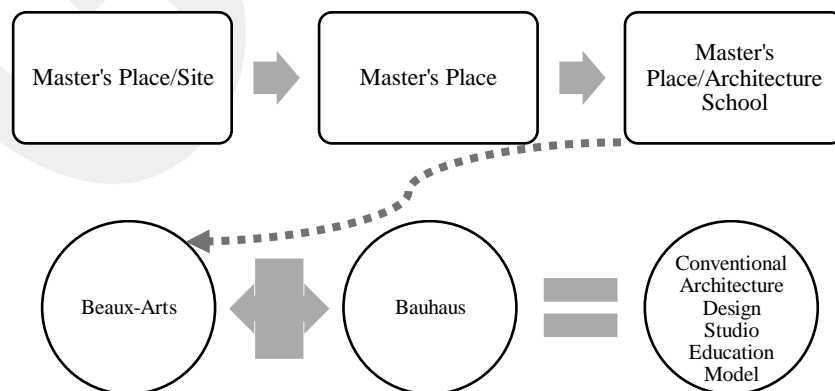 Master's Place/Site
Master's Place
Master's
Place/Architecture
School
Beaux-Arts
Bauhaus
Conventional
Architecture
Design
Studio
Education
Model